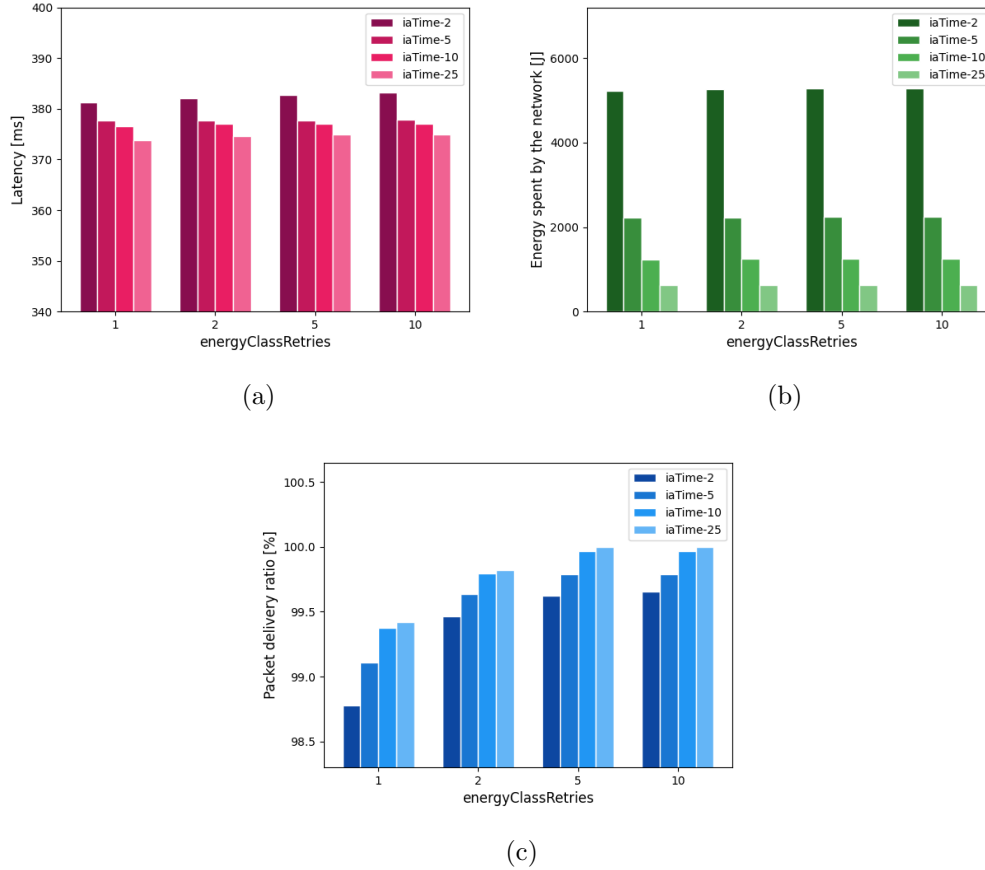 400
390
380
370
360
350
340
Latency [ms]
iaTime-2
iaTime-5
iaTime-10
iaTime-25
1 2 5 10
energyClassRetries
(a)
6000
4000
2000
0
Energy spent by the network [J]
iaTime-2
iaTime-5
iaTime-10
iaTime-25
1 2 5 10
energyClassRetries
(b)
100.5
100.0
99.5
99.0
98.5
Packet delivery ratio [%]
iaTime-2
iaTime-5
iaTime-10
iaTime-25
1 2 5 10
energyClassRetries
(c)